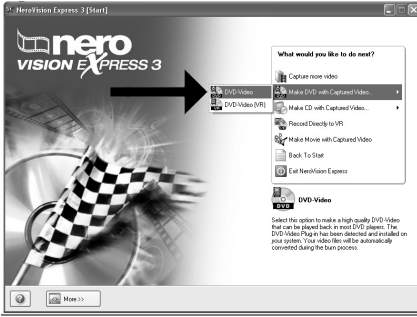 NeroVision Express 3 [Start]
nero
VISION EXPRESS 3
What would you like to do next?
Capture more video
Make DVD with Captured Video...
DVD-Video
DVD-Video (VR)
Make CD with Captured Video...
Record Directly to VR
Make Movie with Captured Video
Back To Start
Exit NeroVision Express
DVD
DVD-Video
Select this option to make a high quality DVD-Video
that can be played back in most DVD players. The
DVD-Video Plug-in has been detected and installed on
your system. Your video files will be automatically
converted during the burn process.
? More >>